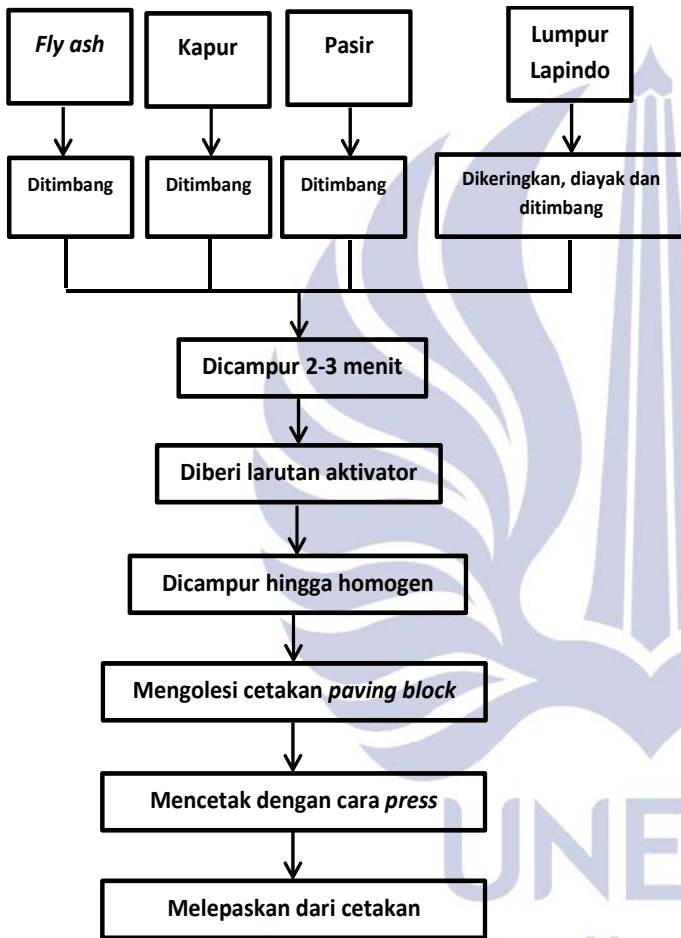 Fly ash
Kapur
Pasir
Lumpur
Lapindo
Ditimbang
Ditimbang
Ditimbang
Dikeringkan, diayak dan
ditimbang
Dicampur 2-3 menit
Diberi larutan aktivator
Dicampur hingga homogen
Mengolesi cetakan paving block
Mencetak dengan cara press
Melepaskan dari cetakan
UNE